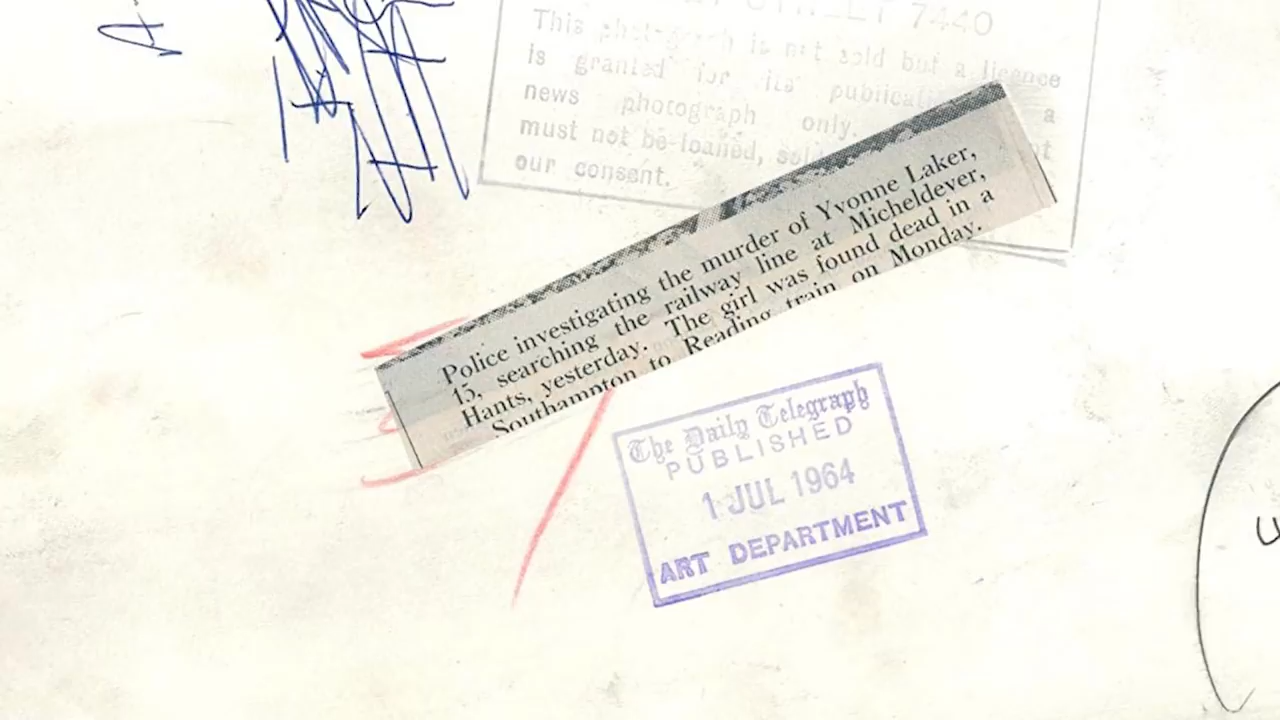 7440
This photograph is not sold but a licence
is granted for its publication a
news photograph only.
must not be loaned,
our consent.
Police investigating the murder of Yvonne Laker,
15, searching the railway line at Micheldever,
Hants, yesterday. The girl was found dead in a
Southampton to Reading train on Monday.
The Daily Telegraph
PUBLISHED
1 JUL 1964
ART DEPARTMENT